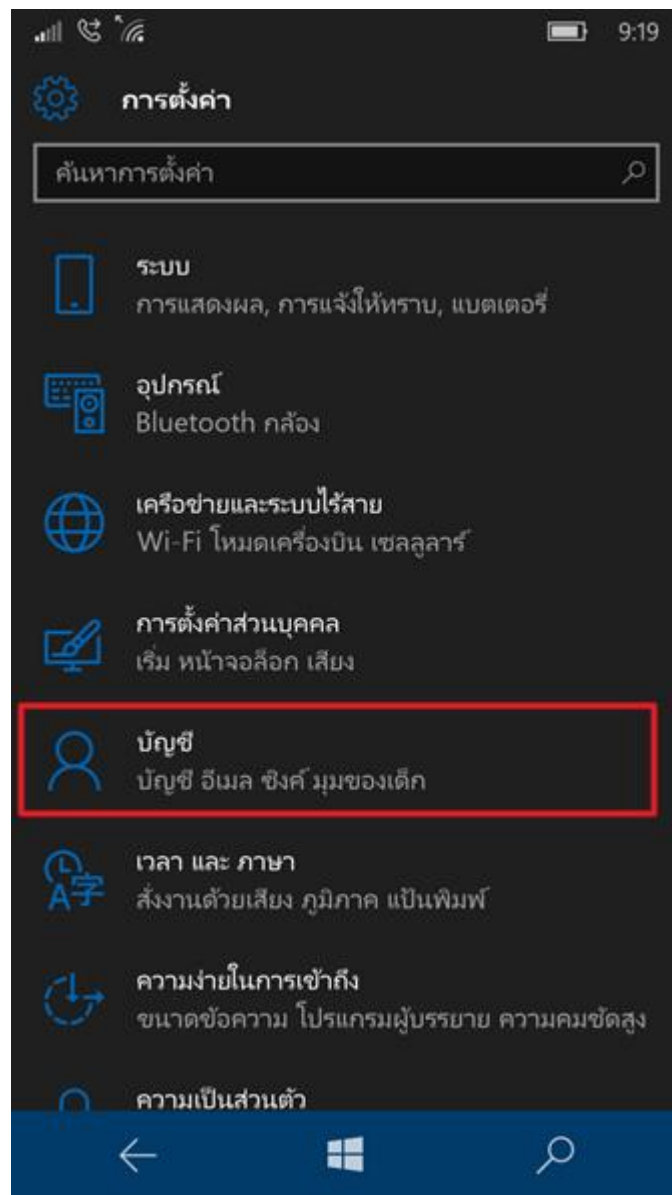 9:19
การตั้งค่า
ค้นหาการตั้งค่า
ระบบ
การแสดงผล, การแจ้งให้ทราบ, แบตเตอรี่
อุปกรณ์
Bluetooth กล้อง
เครือข่ายและระบบไร้สาย
Wi-Fi โหมดเครื่องบิน เซลลูลาร์
การตั้งค่าส่วนบุคคล
เริ่ม หน้าจอล็อก เสียง
บัญชี
บัญชี อีเมล ซิงค์ มุมของเด็ก
เวลา และ ภาษา
สั่งงานด้วยเสียง ภูมิภาค แป้นพิมพ์
ความง่ายในการเข้าถึง
ขนาดข้อความ โปรแกรมผู้บรรยาย ความคมชัดสูง
ความเป็นส่วนตัว